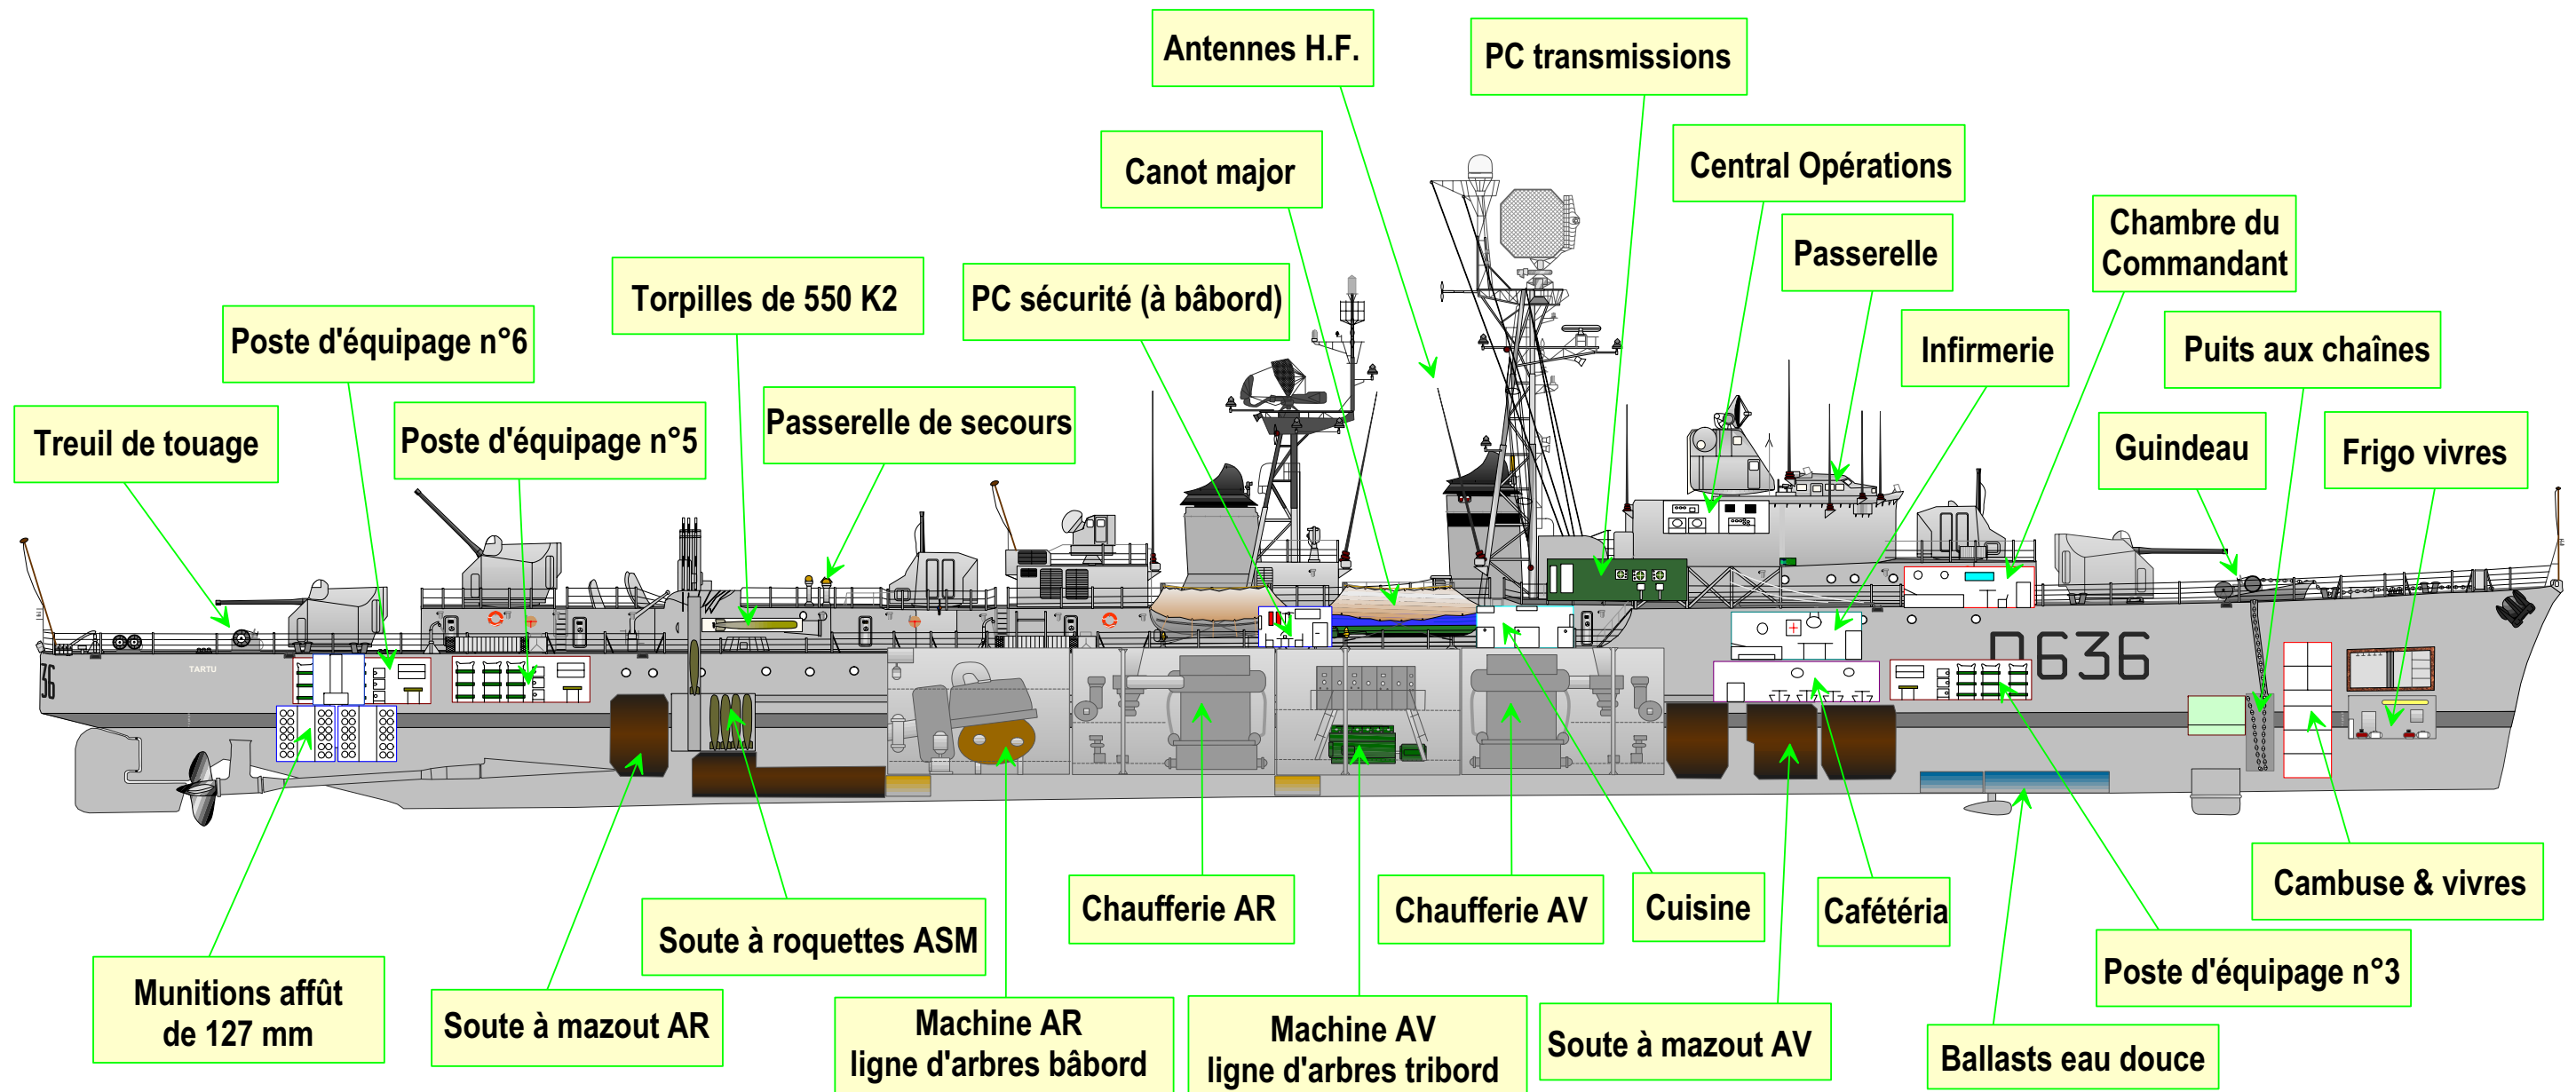 Antennes H.F.
PC transmissions
Canot major
Central Opérations
Chambre du
Commandant
Passerelle
Torpilles de 550 K2
PC sécurité (à bâbord)
Poste d'équipage n°6
Infirmerie
Puits aux chaînes
Passerelle de secours
Treuil de touage
Poste d'équipage n°5
Guindeau
Frigo vivres
D636
36
TARTU
Chaufferie AR
Chaufferie AV
Cuisine
Cafétéria
Cambuse & vivres
Soute à roquettes ASM
Poste d'équipage n°3
Munitions affût
de 127 mm
Soute à mazout AR
Machine AR
ligne d'arbres bâbord
Machine AV
ligne d'arbres tribord
Soute à mazout AV
Ballasts eau douce